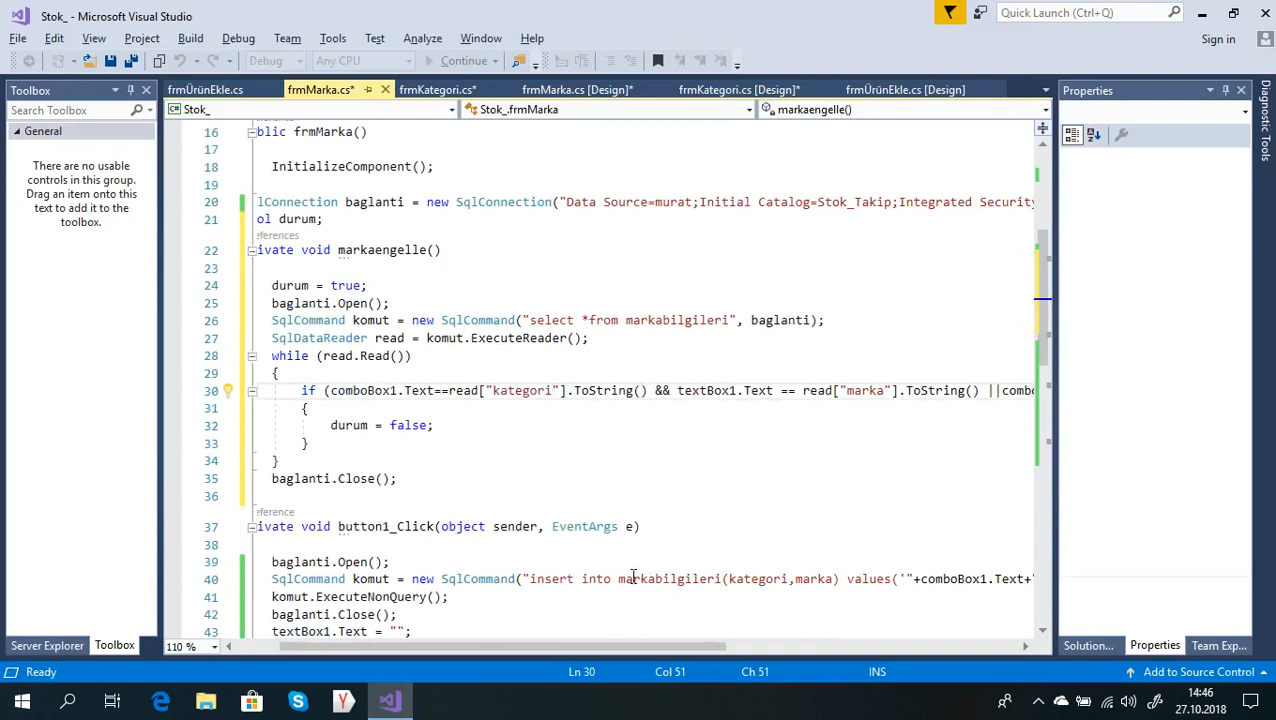 Stok_ - Microsoft Visual Studio
Quick Launch (Ctrl+Q)
File Edit View Project Build Debug Team Tools Test Analyze Window Help
Sign in
Debug Any CPU Continue
Toolbox
Search Toolbox
General
There are no usable
controls in this group.
Drag an item onto this
text to add it to the
toolbox.
Server Explorer Toolbox
frmÜrünEkle.cs frmMarka.cs* frmKategori.cs* frmMarka.cs [Design]* frmKategori.cs [Design]* frmÜrünEkle.cs [Design]
Stok_ Stok_.frmMarka markaengelle()
16 blic frmMarka()
17
18 InitializeComponent();
19
20 lConnection baglanti = new SqlConnection("Data Source=murat;Initial Catalog=Stok_Takip;Integrated Security
21 ol durum;
eferences
22 ivate void markaengelle()
23
24 durum = true;
25 baglanti.Open();
26 SqlCommand komut = new SqlCommand("select *from markabilgileri", baglanti);
27 SqlDataReader read = komut.ExecuteReader();
28 while (read.Read())
29 {
30 if (comboBox1.Text==read["kategori"].ToString() && textBox1.Text == read["marka"].ToString() ||combo
31 {
32 durum = false;
33 }
34 }
35 baglanti.Close();
36
eference
37 ivate void button1_Click(object sender, EventArgs e)
38
39 baglanti.Open();
40 SqlCommand komut = new SqlCommand("insert into markabilgileri(kategori,marka) values('"+comboBox1.Text+"
41 komut.ExecuteNonQuery();
42 baglanti.Close();
43 textBox1.Text = "";
110 %
Properties
Diagnostic Tools
Solution... Properties Team Exp...
Ready Ln 30 Col 51 Ch 51 INS Add to Source Control
14:46
27.10.2018